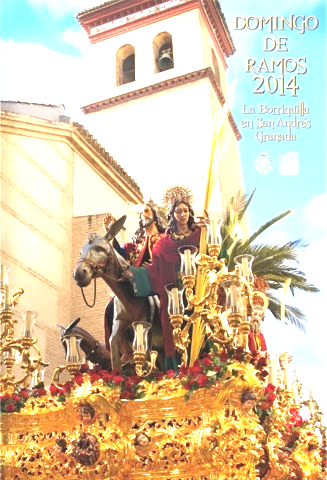 DOMINGO
DE
RAMOS
2014
La Borriquilla
en San Andrés
Granada